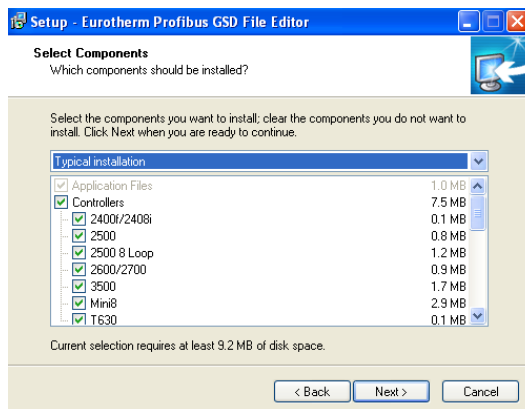 Setup - Eurotherm Profibus GSD File Editor
Select Components
Which components should be installed?
Select the components you want to install; clear the components you do not want to
install. Click Next when you are ready to continue.
Typical installation
Application Files 1.0 MB
Controllers 7.5 MB
2400f/2408i 0.1 MB
2500 0.8 MB
2500 8 Loop 1.2 MB
2600/2700 0.9 MB
3500 1.7 MB
Mini8 2.9 MB
T630 0.1 MB
Current selection requires at least 9.2 MB of disk space.
< Back Next > Cancel